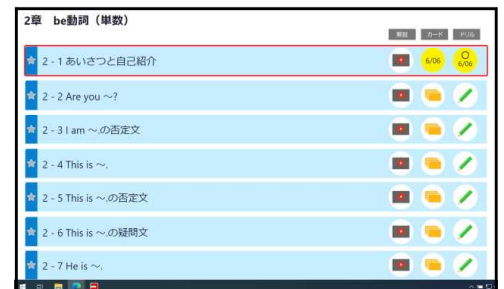 2章 be動詞（単数）
解説 カード ドリル
2 - 1 あいさつと自己紹介 6/06 6/06
2 - 2 Are you ～?
2 - 3 I am ～.の否定文
2 - 4 This is ～.
2 - 5 This is ～.の否定文
2 - 6 This is ～.の疑問文
2 - 7 He is ～.